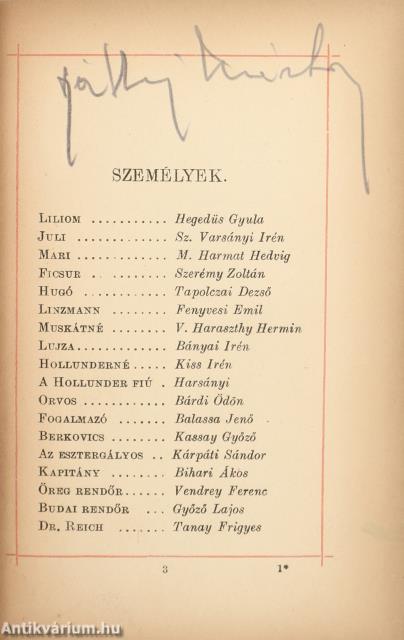 SZEMÉLYEK.
LILIOM ........... Hegedüs Gyula
JULI ............. Sz. Varsányi Irén
MARI ............. M. Harmat Hedvig
FICSUR . .......... Szerémy Zoltán
HUGÓ ............ Tapolczai Dezső
LINZMANN ........ Fenyvesi Emil
MUSKÁTNÉ ....... V. Haraszthy Hermin
LUJZA............. Bányai Irén
HOLLUNDERNÉ..... Kiss Irén
A HOLLUNDER FIÚ . Harsányi
ORVOS ............ Bárdi Ödön
FOGALMAZÓ ....... Balassa Jenő
BERKOVICS ........ Kassay Győző
AZ ESZTERGÁLYOS .. Kárpáti Sándor
KAPITÁNY ........ Bihari Ákos
ÖREG RENDŐR...... Vendrey Ferenc
BUDAI RENDŐR ... Győző Lajos
DR. REICH ....... Tanay Frigyes
3 1*
Antikvárium.hu